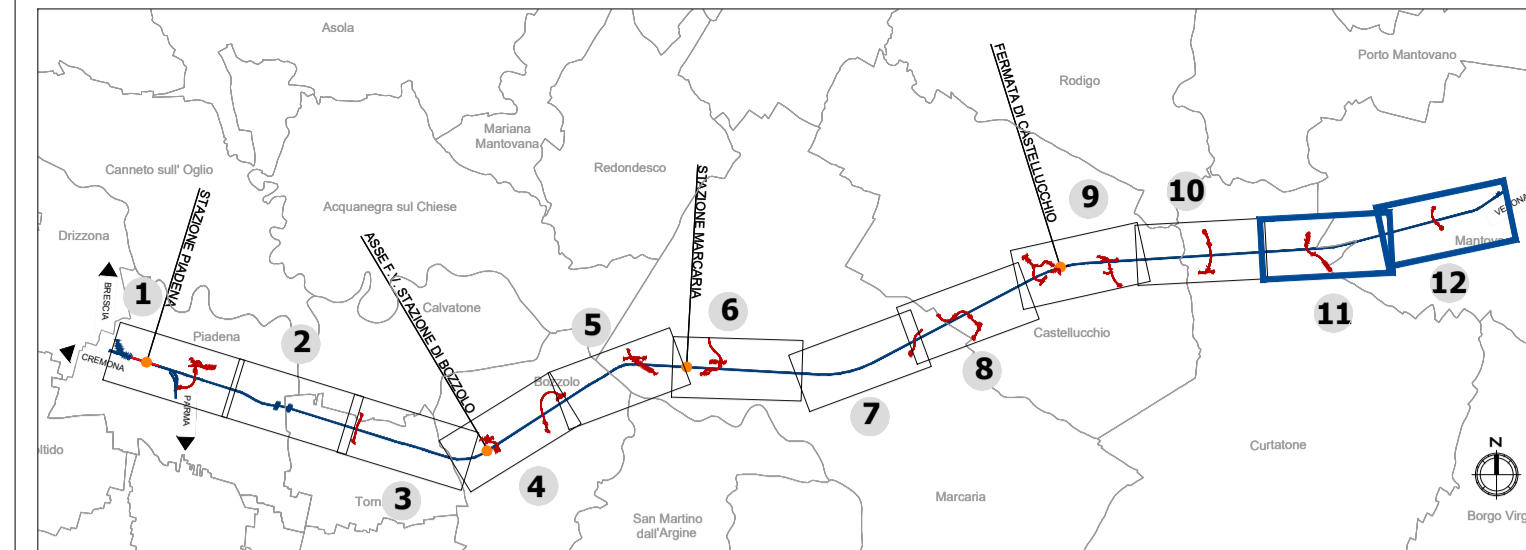 Asola
Porto Mantovano
Rodigo
FERMATA DI CASTELLUCCHIO
Mariana
Mantovana
Redondesco
Canneto sull' Oglio
STAZIONE PIADENA
STAZIONE MARCARIA
Acquanegra sul Chiese
ASSE F.V. STAZIONE DI BOZZOLO
Drizzona
9
10
VERONA
Mantova
BRESCIA
1
Calvatone
12
Piadena
2
5
6
11
Castellucchio
CREMONA
8
Bozzolo
PARMA
7
oltido
Curtatone
N
Torn
3
4
Marcaria
San Martino
dall'Argine
Borgo Virg